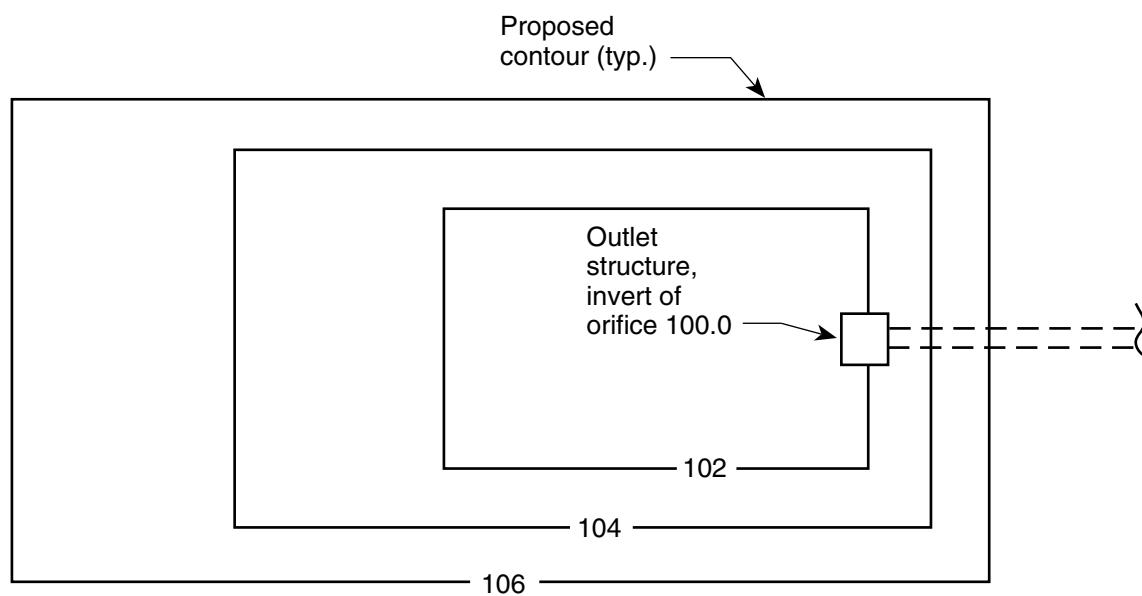 Proposed
contour (typ.)
Outlet
structure,
invert of
orifice 100.0
102
104
106